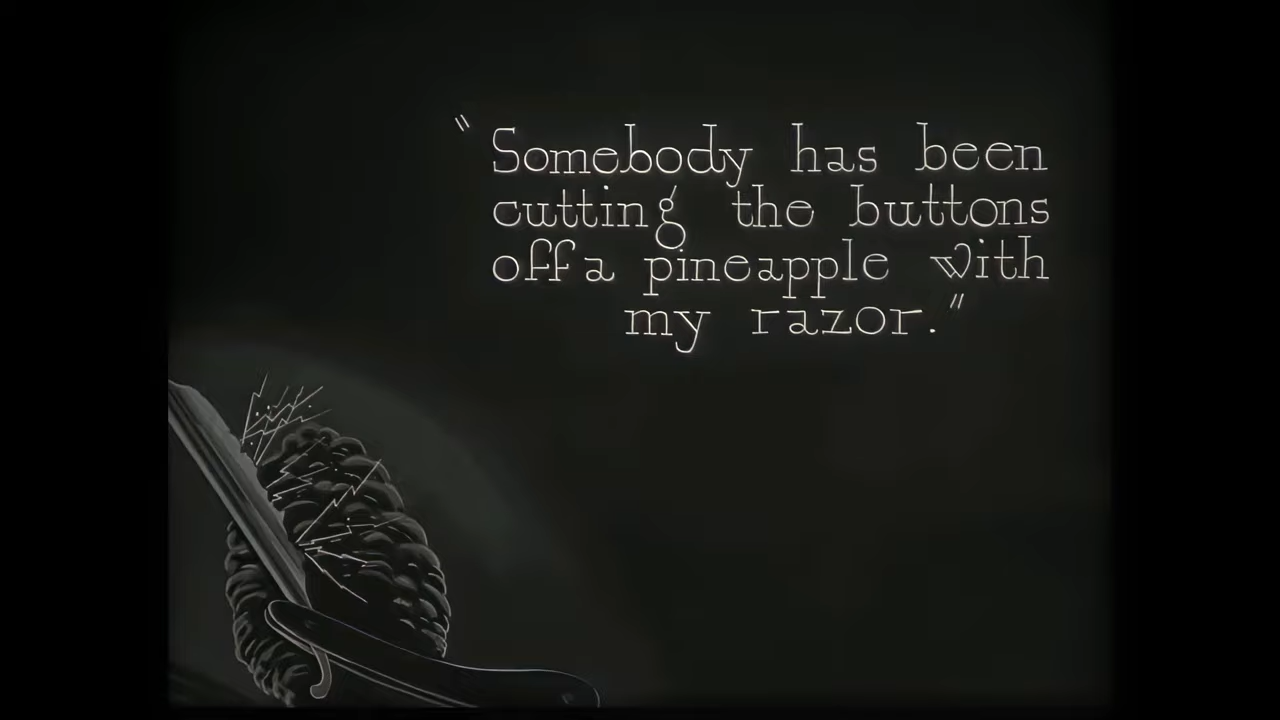 "Somebody has been
cutting the buttons
off a pineapple with
my razor."